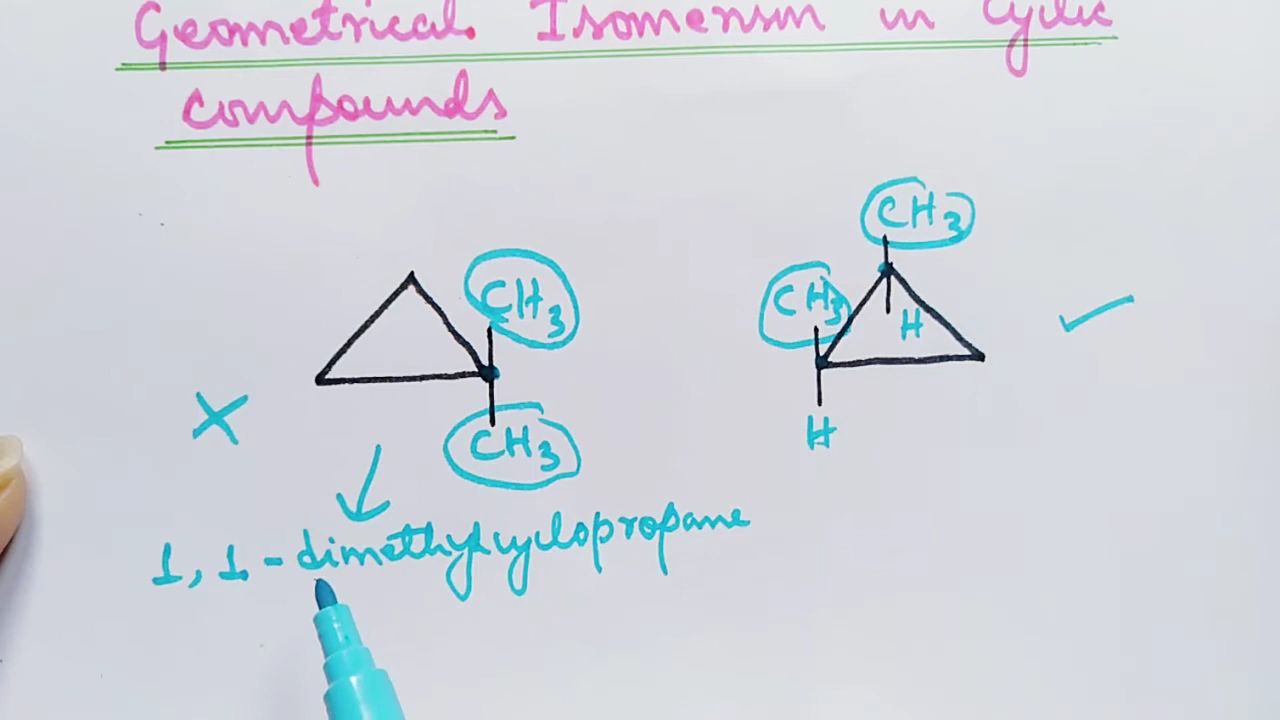 Geometrical Isomerism in Cyclic
compounds
CH3
CH3
CH3
CH3
H
H
1, 1 - dimethylcyclopropane